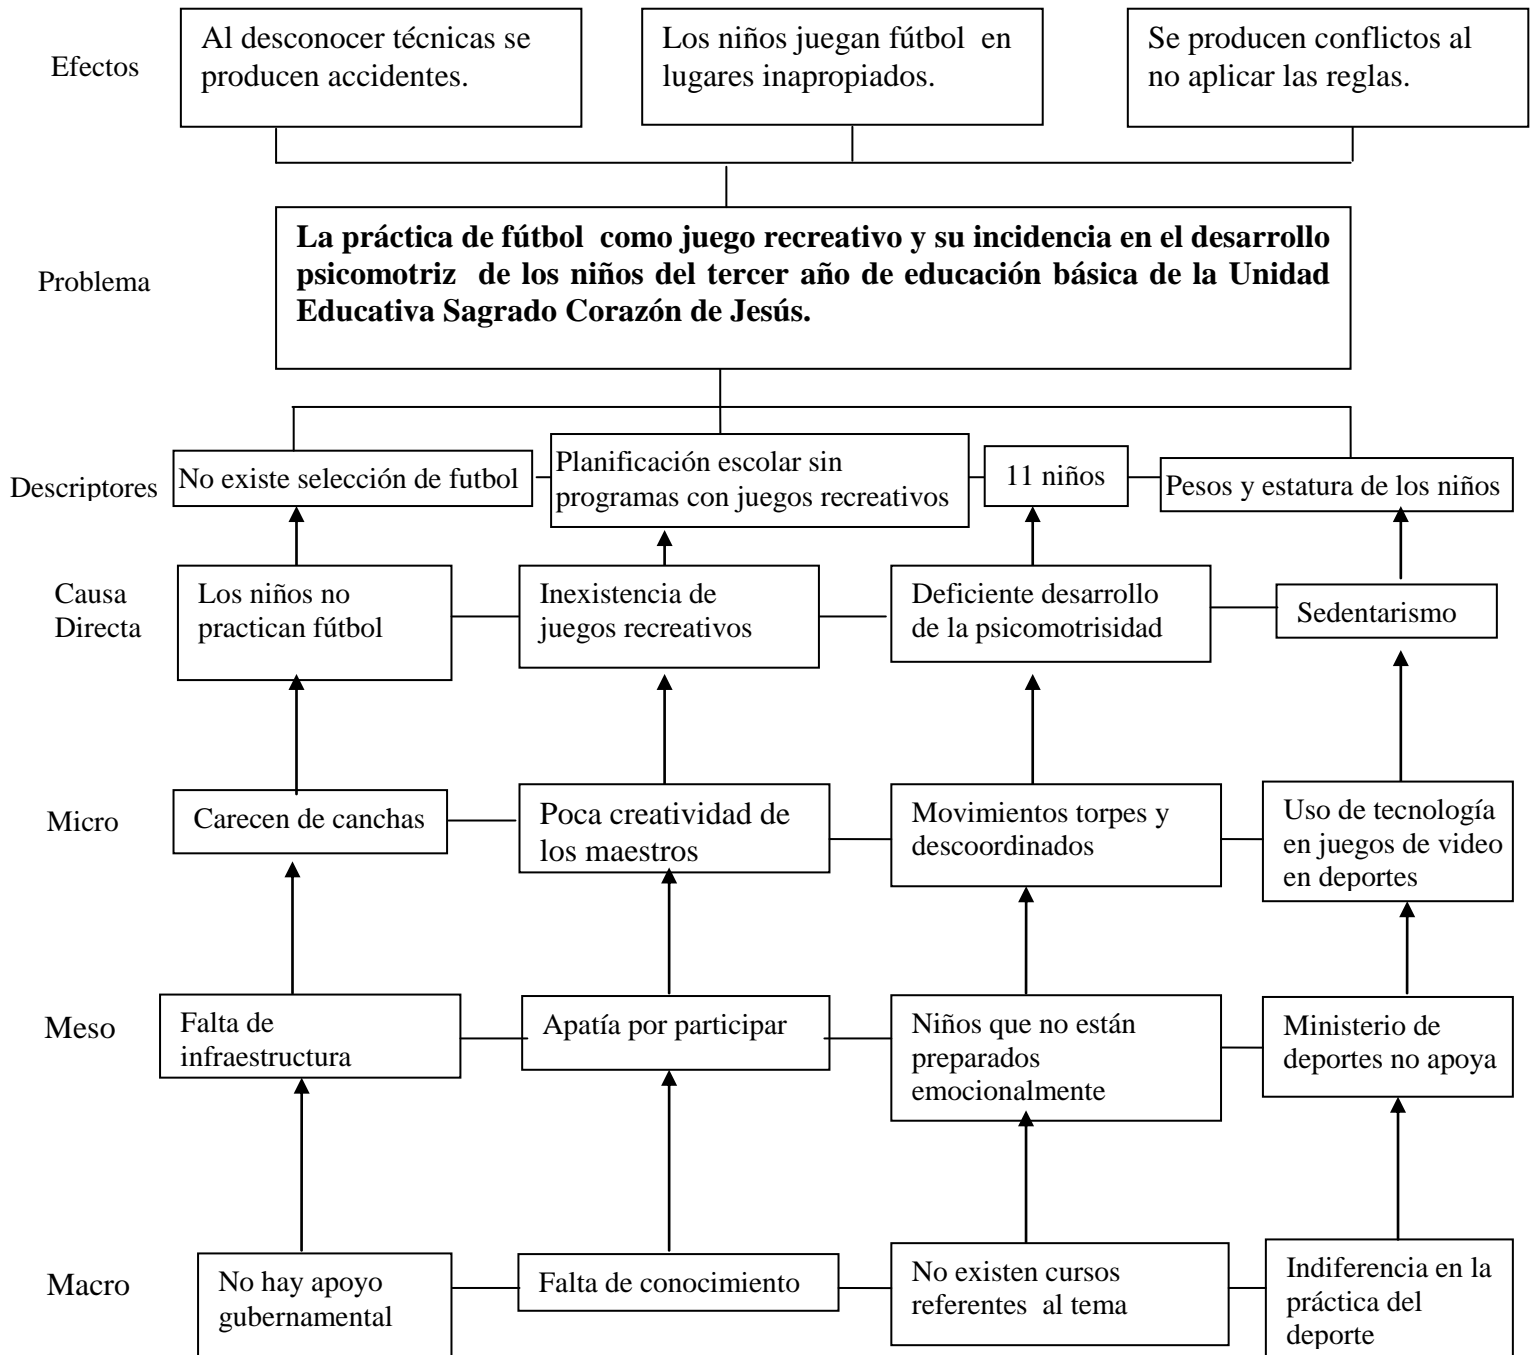 Efectos
Al desconocer técnicas se
producen accidentes.
Los niños juegan fútbol en
lugares inapropiados.
Se producen conflictos al
no aplicar las reglas.
Problema
La práctica de fútbol como juego recreativo y su incidencia en el desarrollo
psicomotriz de los niños del tercer año de educación básica de la Unidad
Educativa Sagrado Corazón de Jesús.
Descriptores
No existe selección de futbol
Planificación escolar sin
programas con juegos recreativos
11 niños
Pesos y estatura de los niños
Causa
Directa
Los niños no
practican fútbol
Inexistencia de
juegos recreativos
Deficiente desarrollo
de la psicomotrisidad
Sedentarismo
Micro
Carecen de canchas
Poca creatividad de
los maestros
Movimientos torpes y
descoordinados
Uso de tecnología
en juegos de video
en deportes
Meso
Falta de
infraestructura
Apatía por participar
Niños que no están
preparados
emocionalmente
Ministerio de
deportes no apoya
Macro
No hay apoyo
gubernamental
Falta de conocimiento
No existen cursos
referentes al tema
Indiferencia en la
práctica del
deporte